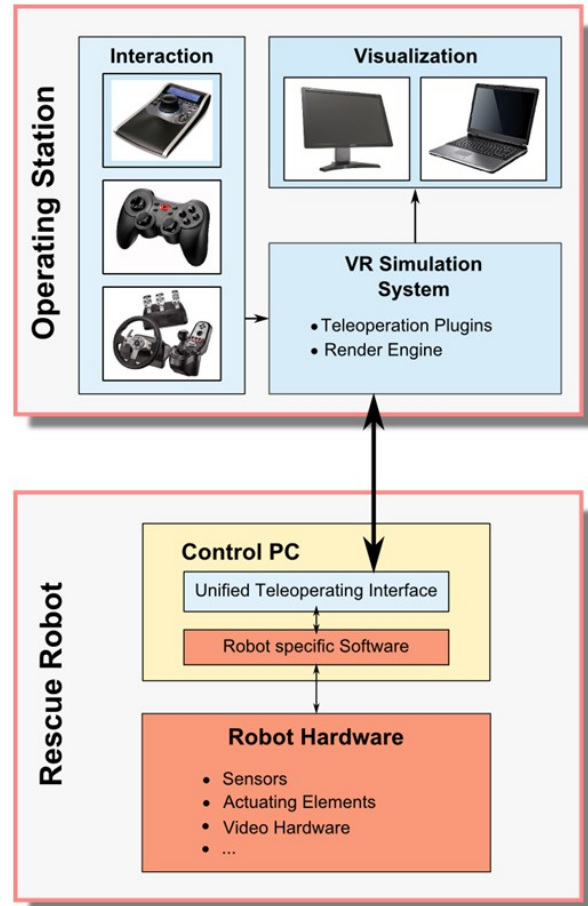 Operating Station
Interaction
Visualization
VR Simulation
System
• Teleoperation Plugins
• Render Engine
Rescue Robot
Control PC
Unified Teleoperating Interface
Robot specific Software
Robot Hardware
• Sensors
• Actuating Elements
• Video Hardware
• ...